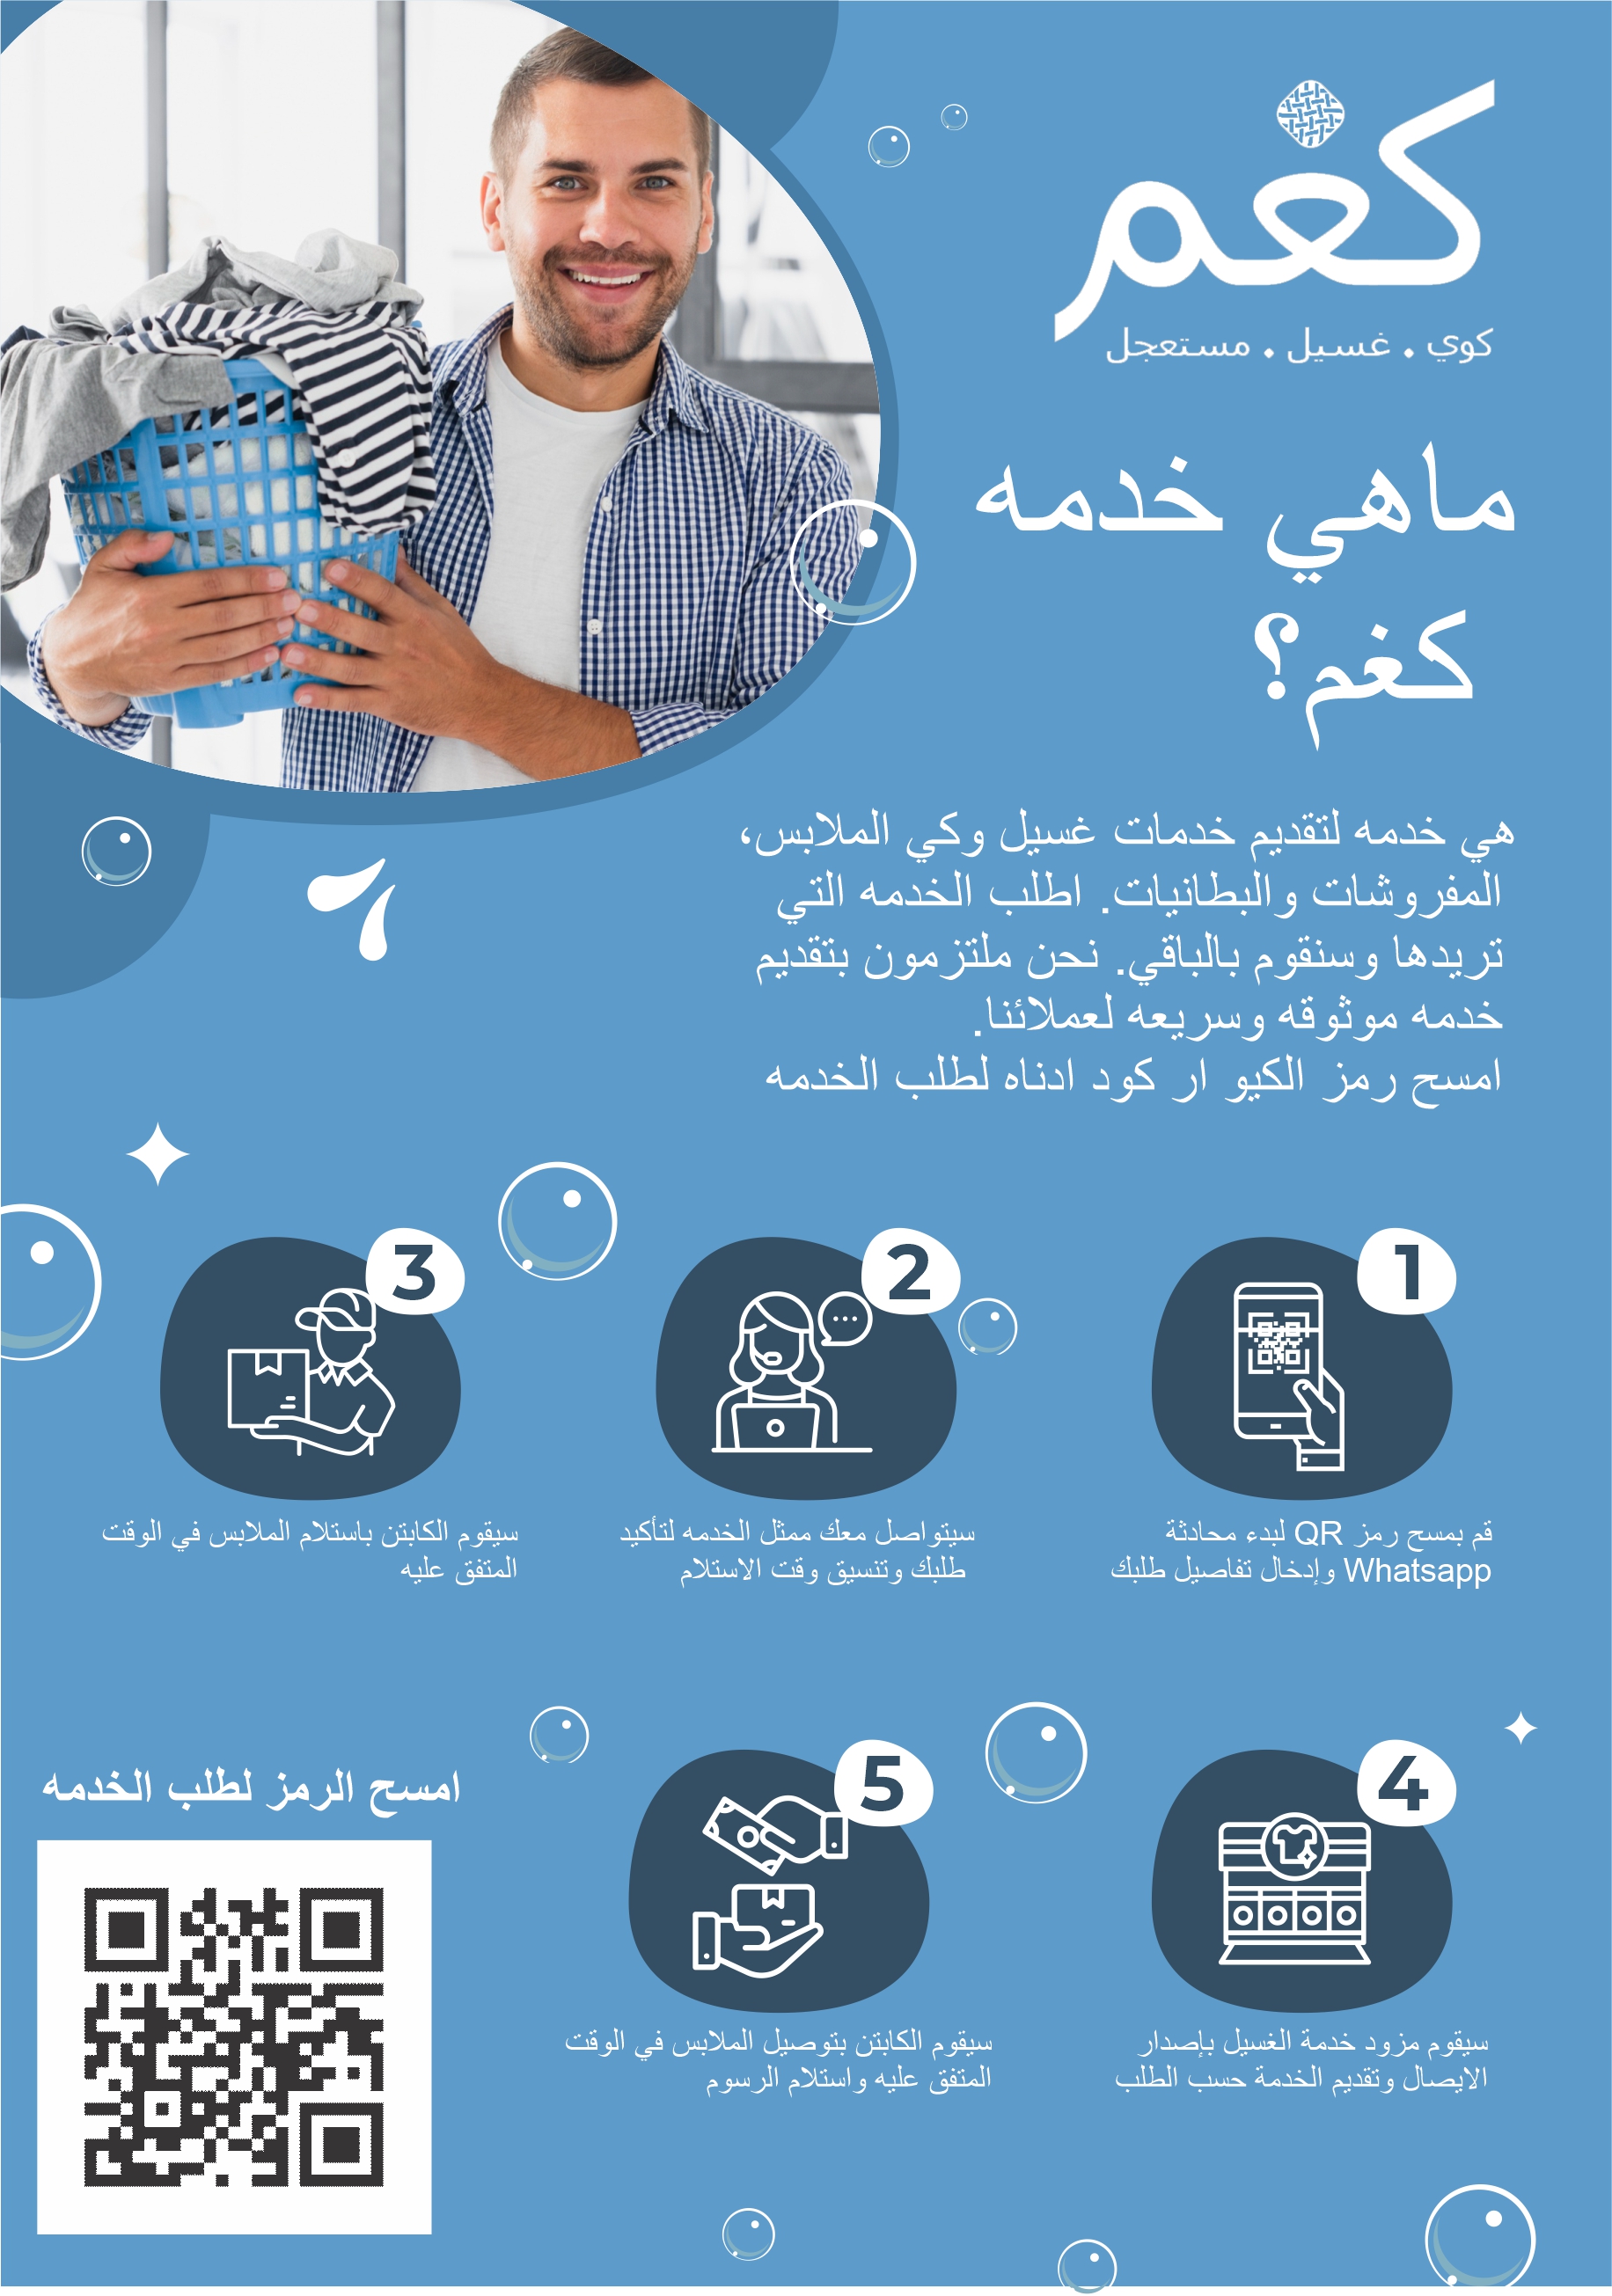 كغم
كوي . غسيل . مستعجل
ماهي خدمه
كغم؟
هي خدمه لتقديم خدمات غسيل وكي الملابس،
المفروشات والبطانيات. اطلب الخدمه التي
تريدها وسنقوم بالباقي. نحن ملتزمون بتقديم
خدمه موثوقه وسريعه لعملائنا.
امسح رمز الكيو ار كود ادناه لطلب الخدمه
1
قم بمسح رمز QR لبدء محادثة
Whatsapp وإدخال تفاصيل طلبك
2
سيتواصل معك ممثل الخدمه لتأكيد
طلبك وتنسيق وقت الاستلام
3
سيقوم الكابتن باستلام الملابس في الوقت
المتفق عليه
4
سيقوم مزود خدمة الغسيل بإصدار
الايصال وتقديم الخدمة حسب الطلب
5
سيقوم الكابتن بتوصيل الملابس في الوقت
المتفق عليه واستلام الرسوم
امسح الرمز لطلب الخدمه